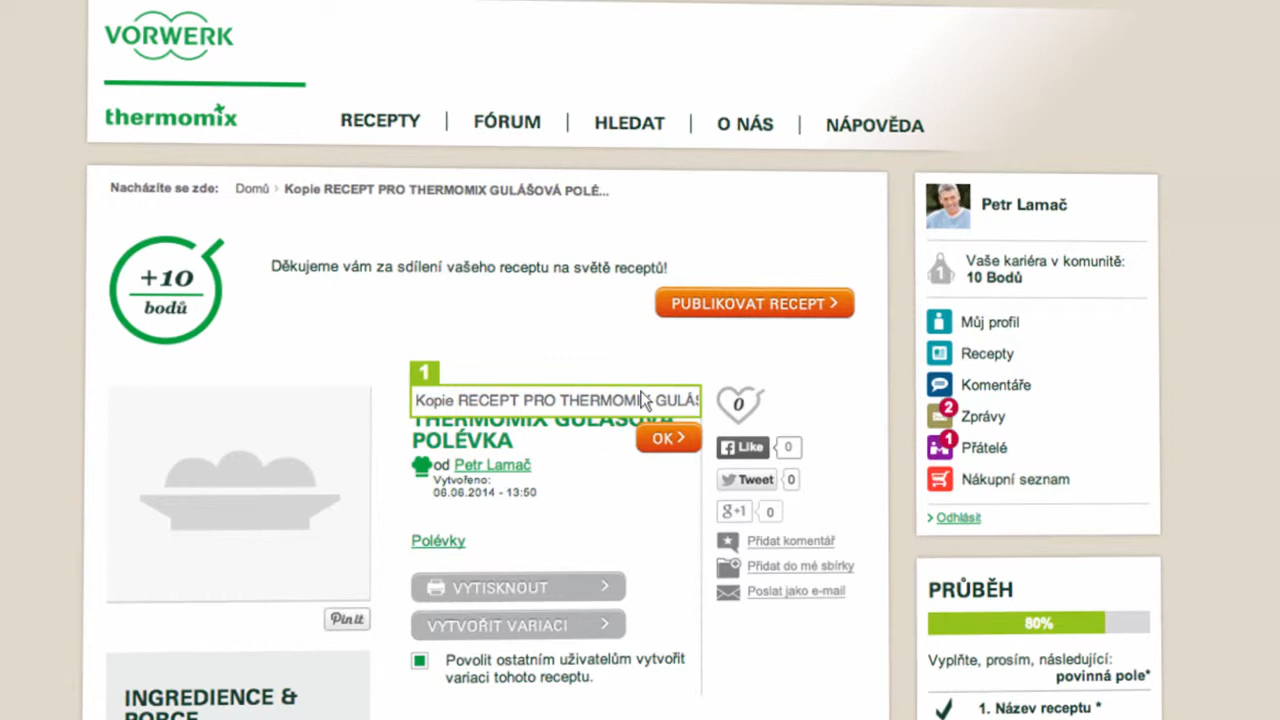 VORWERK
thermomix
RECEPTY
FÓRUM
HLEDAT
O NÁS
NÁPOVĚDA
Nacházíte se zde: Domů › Kopie RECEPT PRO THERMOMIX GULÁŠOVÁ POLÉ...
+10
bodů
Děkujeme vám za sdílení vašeho receptu na světě receptů!
PUBLIKOVAT RECEPT >
1
Kopie RECEPT PRO THERMOMIX GULÁŠ
THERMOMIX GULÁŠOVÁ
POLÉVKA
OK >
od Petr Lamač
Vytvořeno:
06.06.2014 - 13:50
Polévky
VYTISKNOUT >
VYTVOŘIT VARIACI >
Povolit ostatním uživatelům vytvořit
variaci tohoto receptu.
Pin it
INGREDIENCE &
PORCE
0
Like 0
Tweet 0
g+1 0
Přidat komentář
Přidat do mé sbírky
Poslat jako e-mail
Petr Lamač
1
Vaše kariéra v komunitě:
10 Bodů
Můj profil
Recepty
Komentáře
2
Zprávy
1
Přátelé
Nákupní seznam
> Odhlásit
PRŮBĚH
80%
Vyplňte, prosím, následující:
povinná pole*
1. Název receptu *